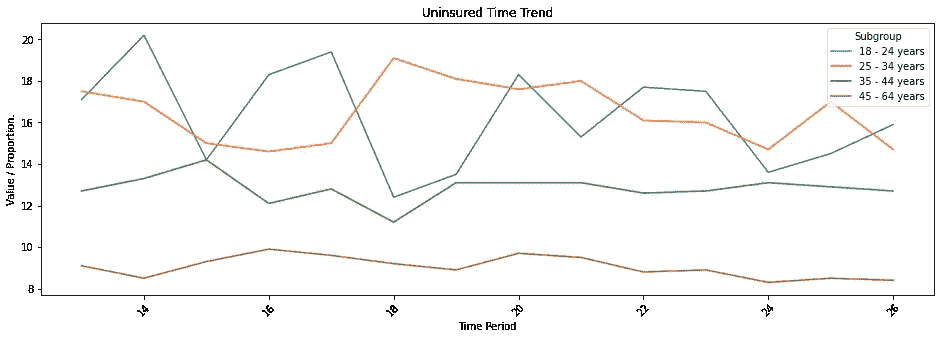 Uninsured Time Trend
Subgroup
18 - 24 years
25 - 34 years
35 - 44 years
45 - 64 years
20
18
16
14
12
10
8
Value / Proportion.
14
16
18
20
22
24
26
Time Period